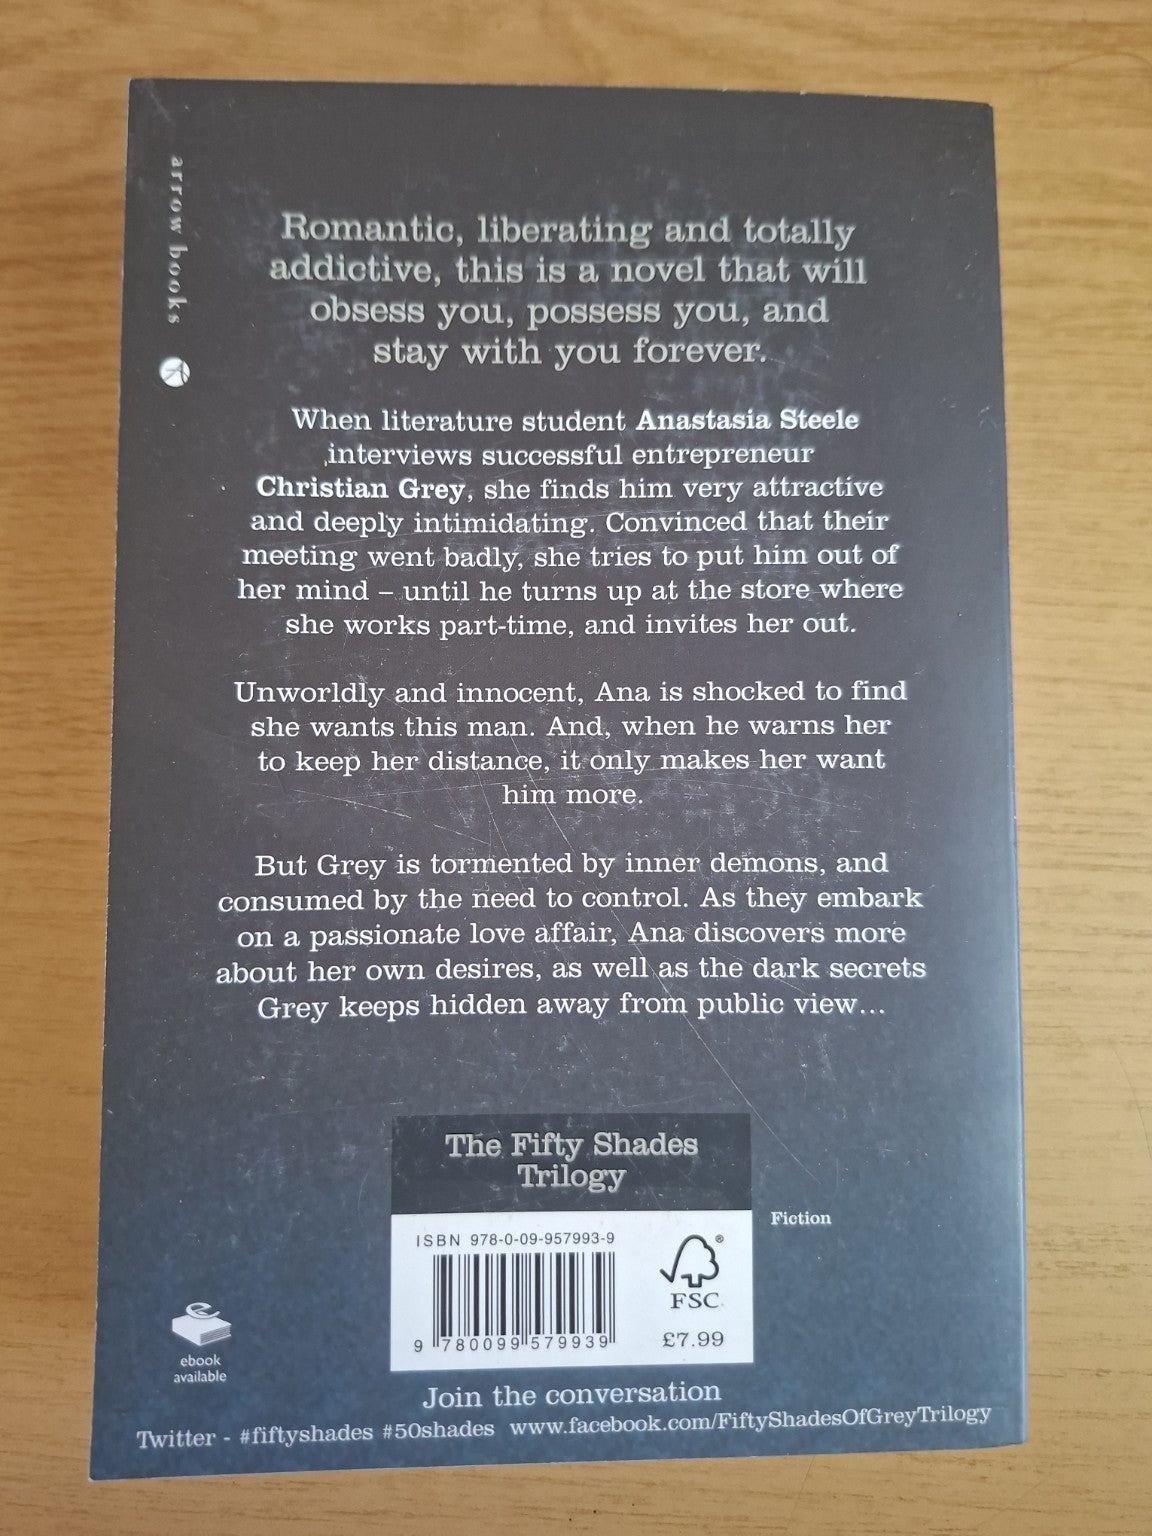 arrow books
Romantic, liberating and totally
addictive, this is a novel that will
obsess you, possess you, and
stay with you forever.
When literature student Anastasia Steele
interviews successful entrepreneur
Christian Grey, she finds him very attractive
and deeply intimidating. Convinced that their
meeting went badly, she tries to put him out of
her mind – until he turns up at the store where
she works part-time, and invites her out.
Unworldly and innocent, Ana is shocked to find
she wants this man. And, when he warns her
to keep her distance, it only makes her want
him more.
But Grey is tormented by inner demons, and
consumed by the need to control. As they embark
on a passionate love affair, Ana discovers more
about her own desires, as well as the dark secrets
Grey keeps hidden away from public view...
The Fifty Shades
Trilogy
Fiction
ISBN 978-0-09-957993-9
9 780099 579939
FSC
®
£7.99
e
ebook
available
Join the conversation
Twitter - #fiftyshades #50shades www.facebook.com/FiftyShadesOfGreyTrilogy